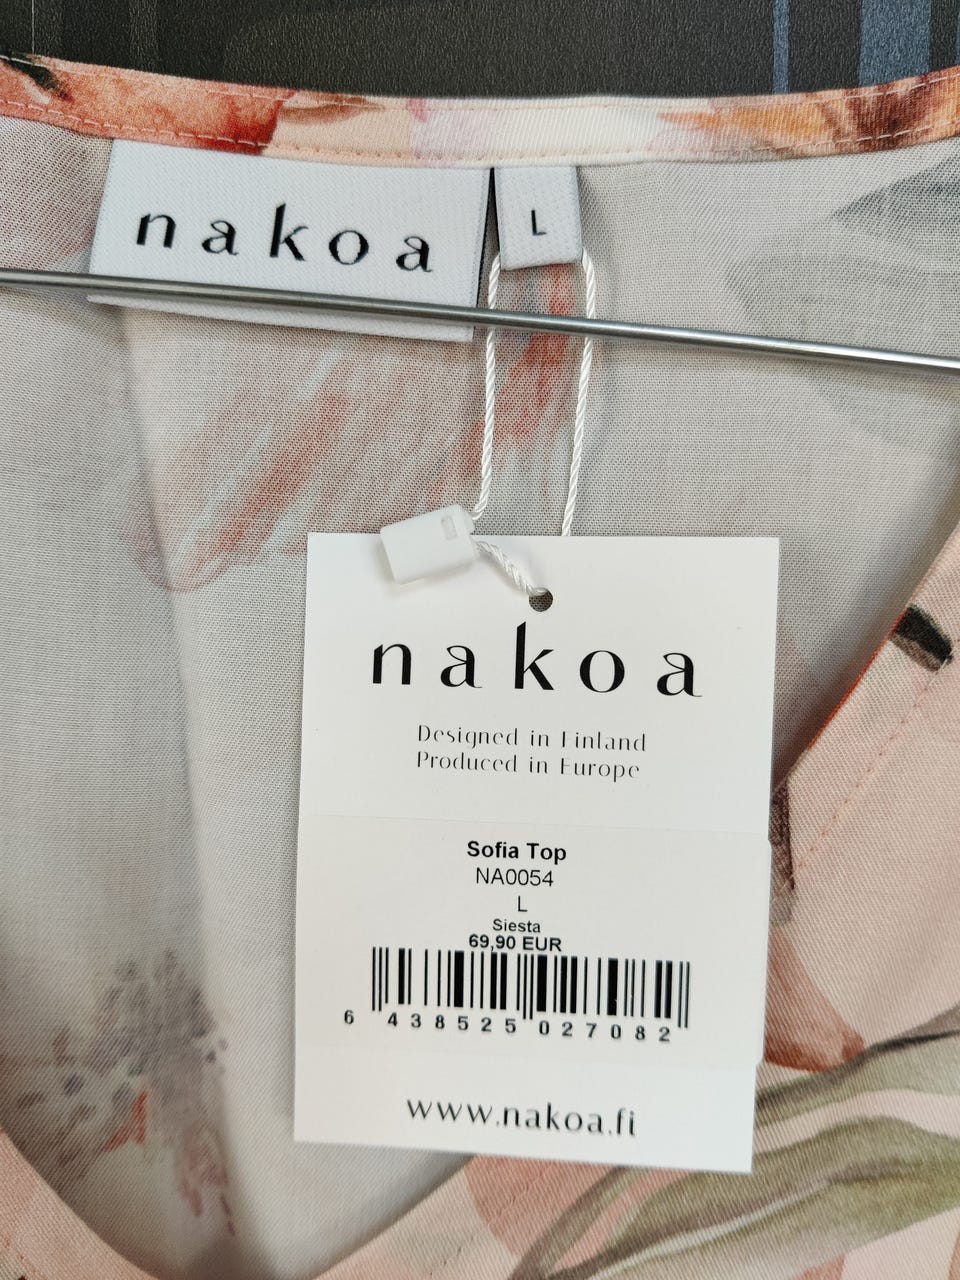 nakoa
L
nakoa
Designed in Finland
Produced in Europe
Sofia Top
NA0054
L
Siesta
69,90 EUR
6 438525 027082
www.nakoa.fi